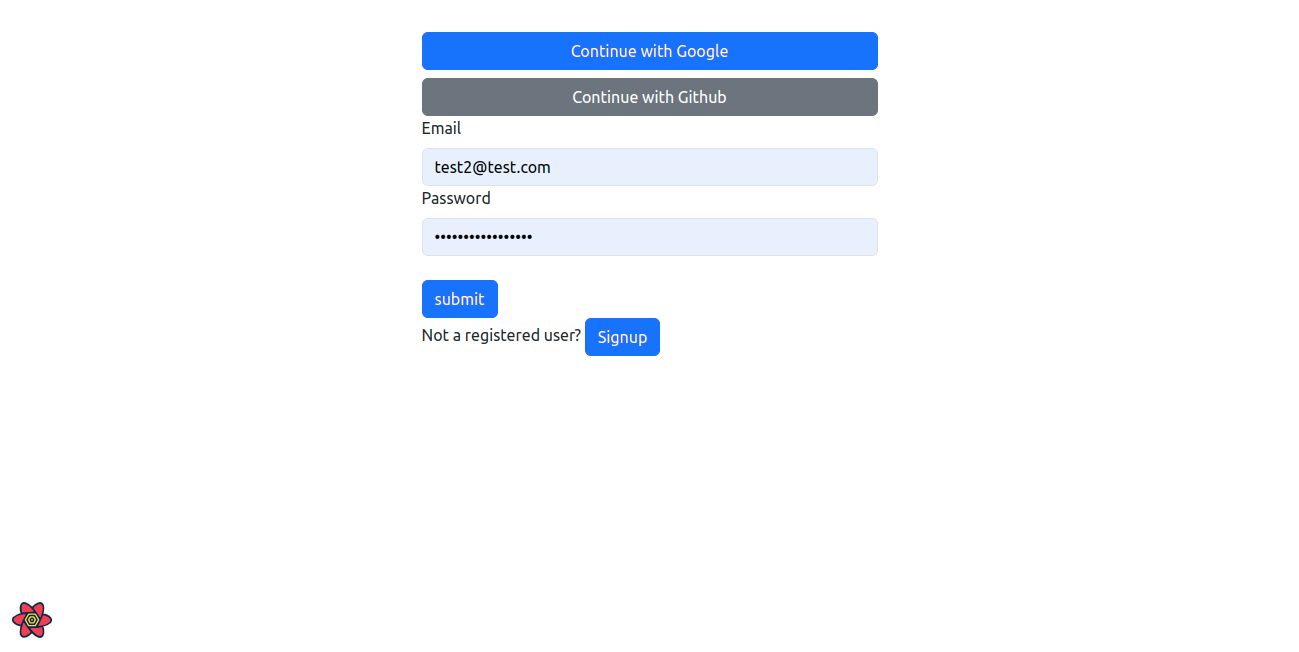 Continue with Google
Continue with Github
Email
test2@test.com
Password
•••••••••••••••••
submit
Not a registered user? Signup